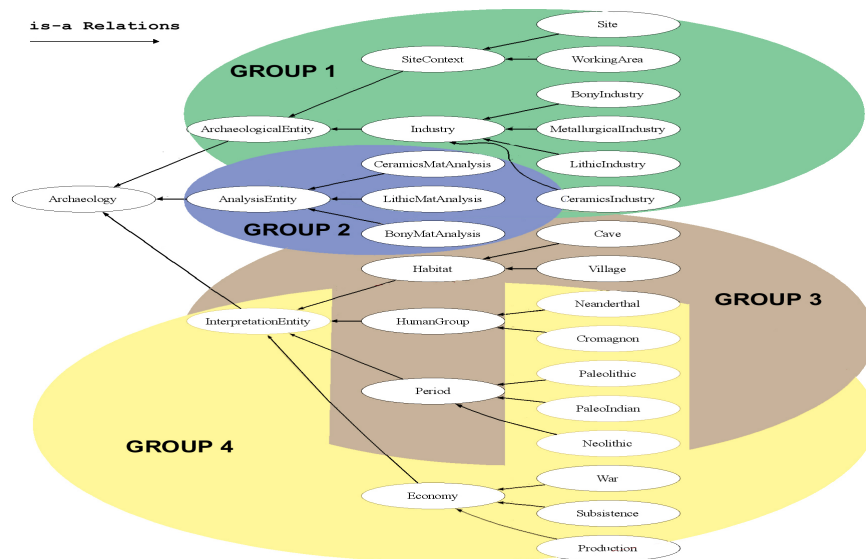 is-a Relations
Site
SiteContext
WorkingArea
GROUP 1
BonyIndustry
ArchaeologicalEntity
Industry
MetallurgicalIndustry
CeramicsMatAnalysis
LithicIndustry
Archaeology
AnalysisEntity
LithicMatAnalysis
CeramicsIndustry
GROUP 2
BonyMatAnalysis
Cave
Habitat
Village
GROUP 3
Neanderthal
InterpretationEntity
HumanGroup
Cromagnon
Paleolithic
Period
PaleoIndian
GROUP 4
Neolithic
War
Economy
Subsistence
Production